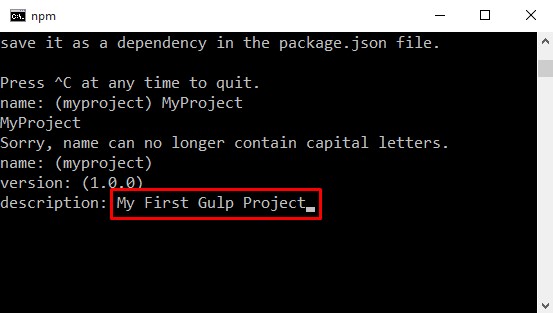 npm
save it as a dependency in the package.json file.
Press ^C at any time to quit.
name: (myproject) MyProject
MyProject
Sorry, name can no longer contain capital letters.
name: (myproject)
version: (1.0.0)
description: My First Gulp Project